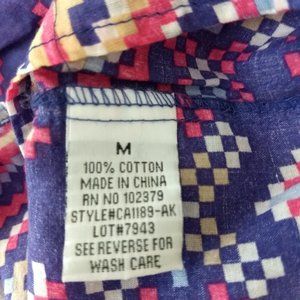 M
100% COTTON
MADE IN CHINA
RN NO 102379
STYLE#CA1189-AK
LOT#7943
SEE REVERSE FOR
WASH CARE